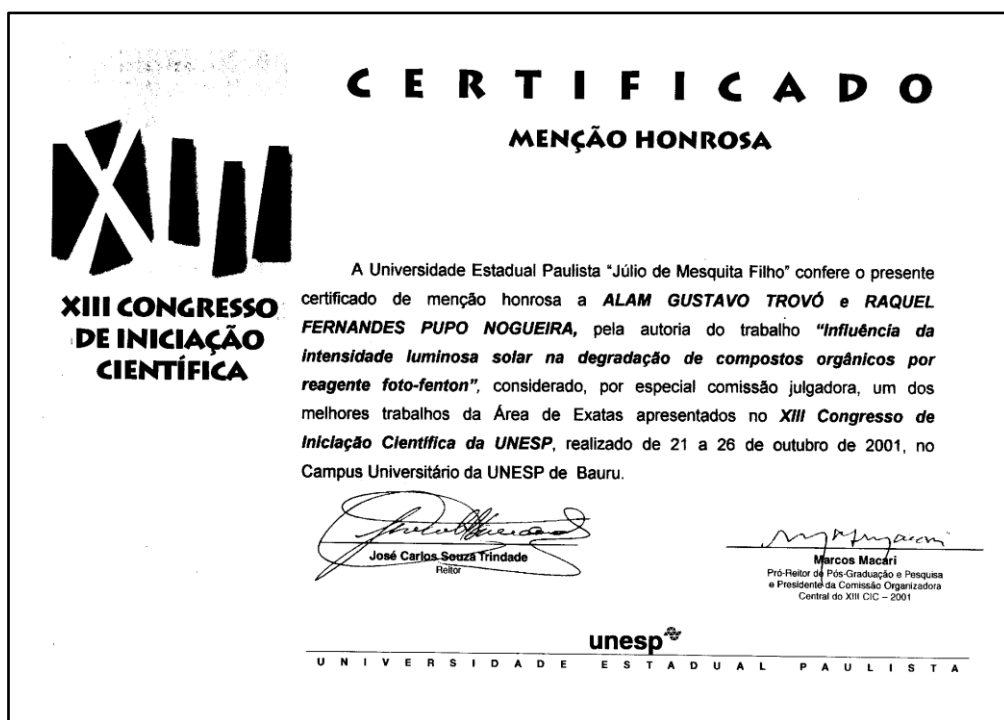 CERTIFICADO
MENÇÃO HONROSA
XIII
XIII CONGRESSO
DE INICIAÇÃO
CIENTÍFICA
A Universidade Estadual Paulista "Júlio de Mesquita Filho" confere o presente
certificado de menção honrosa a ALAM GUSTAVO TROVÓ e RAQUEL
FERNANDES PUPO NOGUEIRA, pela autoria do trabalho "Influência da
intensidade luminosa solar na degradação de compostos orgânicos por
reagente foto-fenton", considerado, por especial comissão julgadora, um dos
melhores trabalhos da Área de Exatas apresentados no XIII Congresso de
Iniciação Científica da UNESP, realizado de 21 a 26 de outubro de 2001, no
Campus Universitário da UNESP de Bauru.
José Carlos Souza Trindade
Reitor
Marcos Macari
Pró-Reitor de Pós-Graduação e Pesquisa
e Presidente da Comissão Organizadora
Central do XIII CIC – 2001
unesp
UNIVERSIDADE ESTADUAL PAULISTA